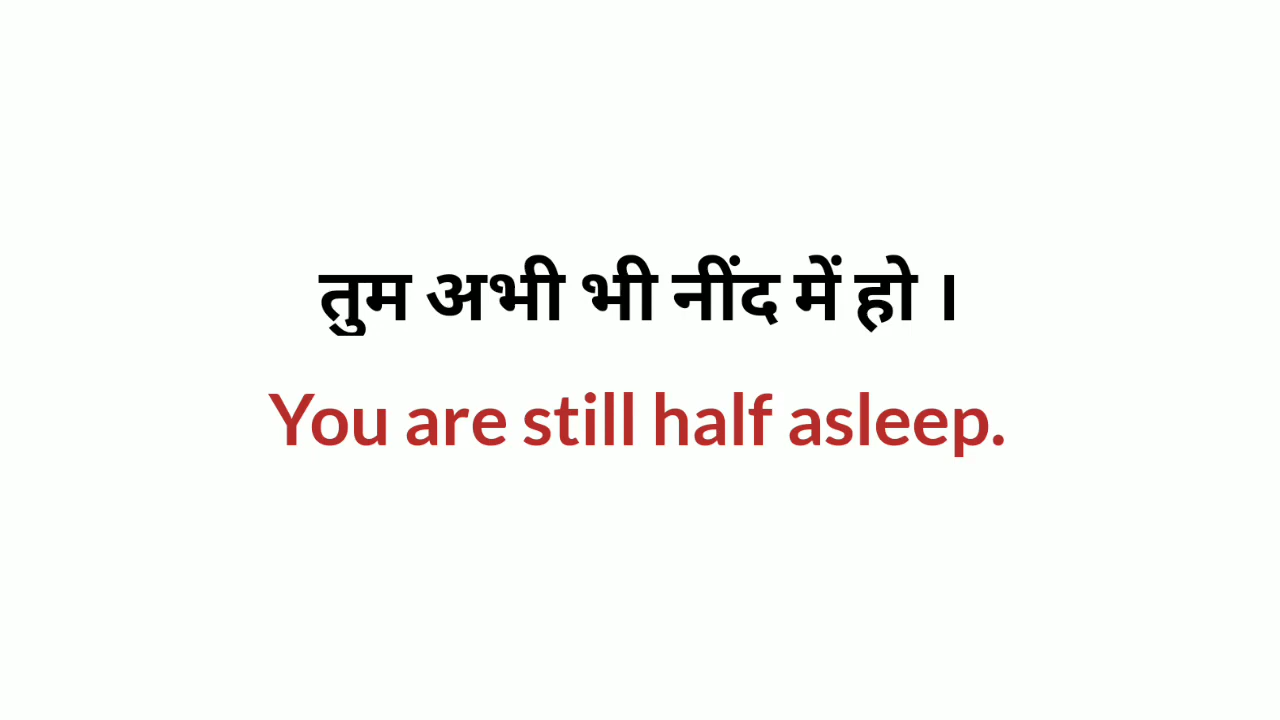 तुम अभी भी नींद में हो ।
You are still half asleep.